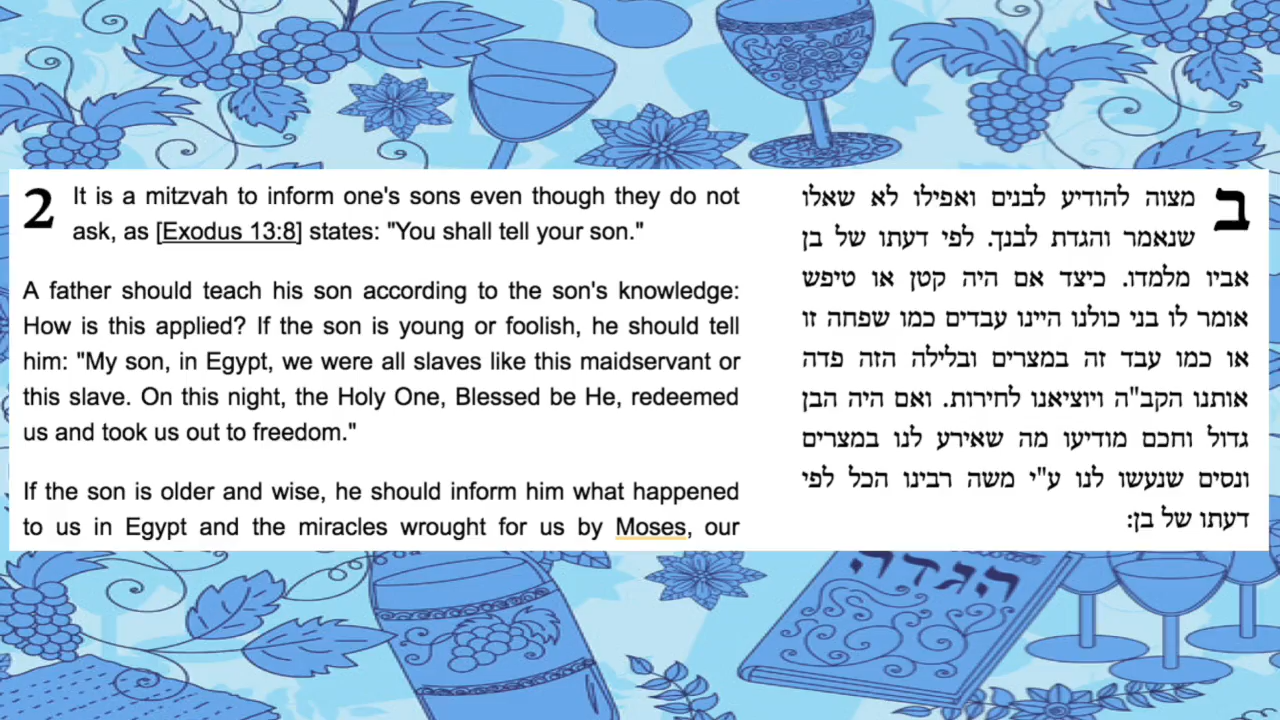 2 It is a mitzvah to inform one's sons even though they do not
ask, as [Exodus 13:8] states: "You shall tell your son."
A father should teach his son according to the son's knowledge:
How is this applied? If the son is young or foolish, he should tell
him: "My son, in Egypt, we were all slaves like this maidservant or
this slave. On this night, the Holy One, Blessed be He, redeemed
us and took us out to freedom."
If the son is older and wise, he should inform him what happened
to us in Egypt and the miracles wrought for us by Moses, our
ב מצוה להודיע לבנים ואפילו לא שאלו
שנאמר והגדת לבנך. לפי דעתו של בן
אביו מלמדו. כיצד אם היה קטן או טיפש
אומר לו בני כולנו היינו עבדים כמו שפחה זו
או כמו עבד זה במצרים ובלילה הזה פדה
אותנו הקב"ה ויוציאנו לחירות. ואם היה הבן
גדול וחכם מודיעו מה שאירע לנו במצרים
ונסים שנעשו לנו ע"י משה רבינו הכל לפי
דעתו של בן:
הגדה